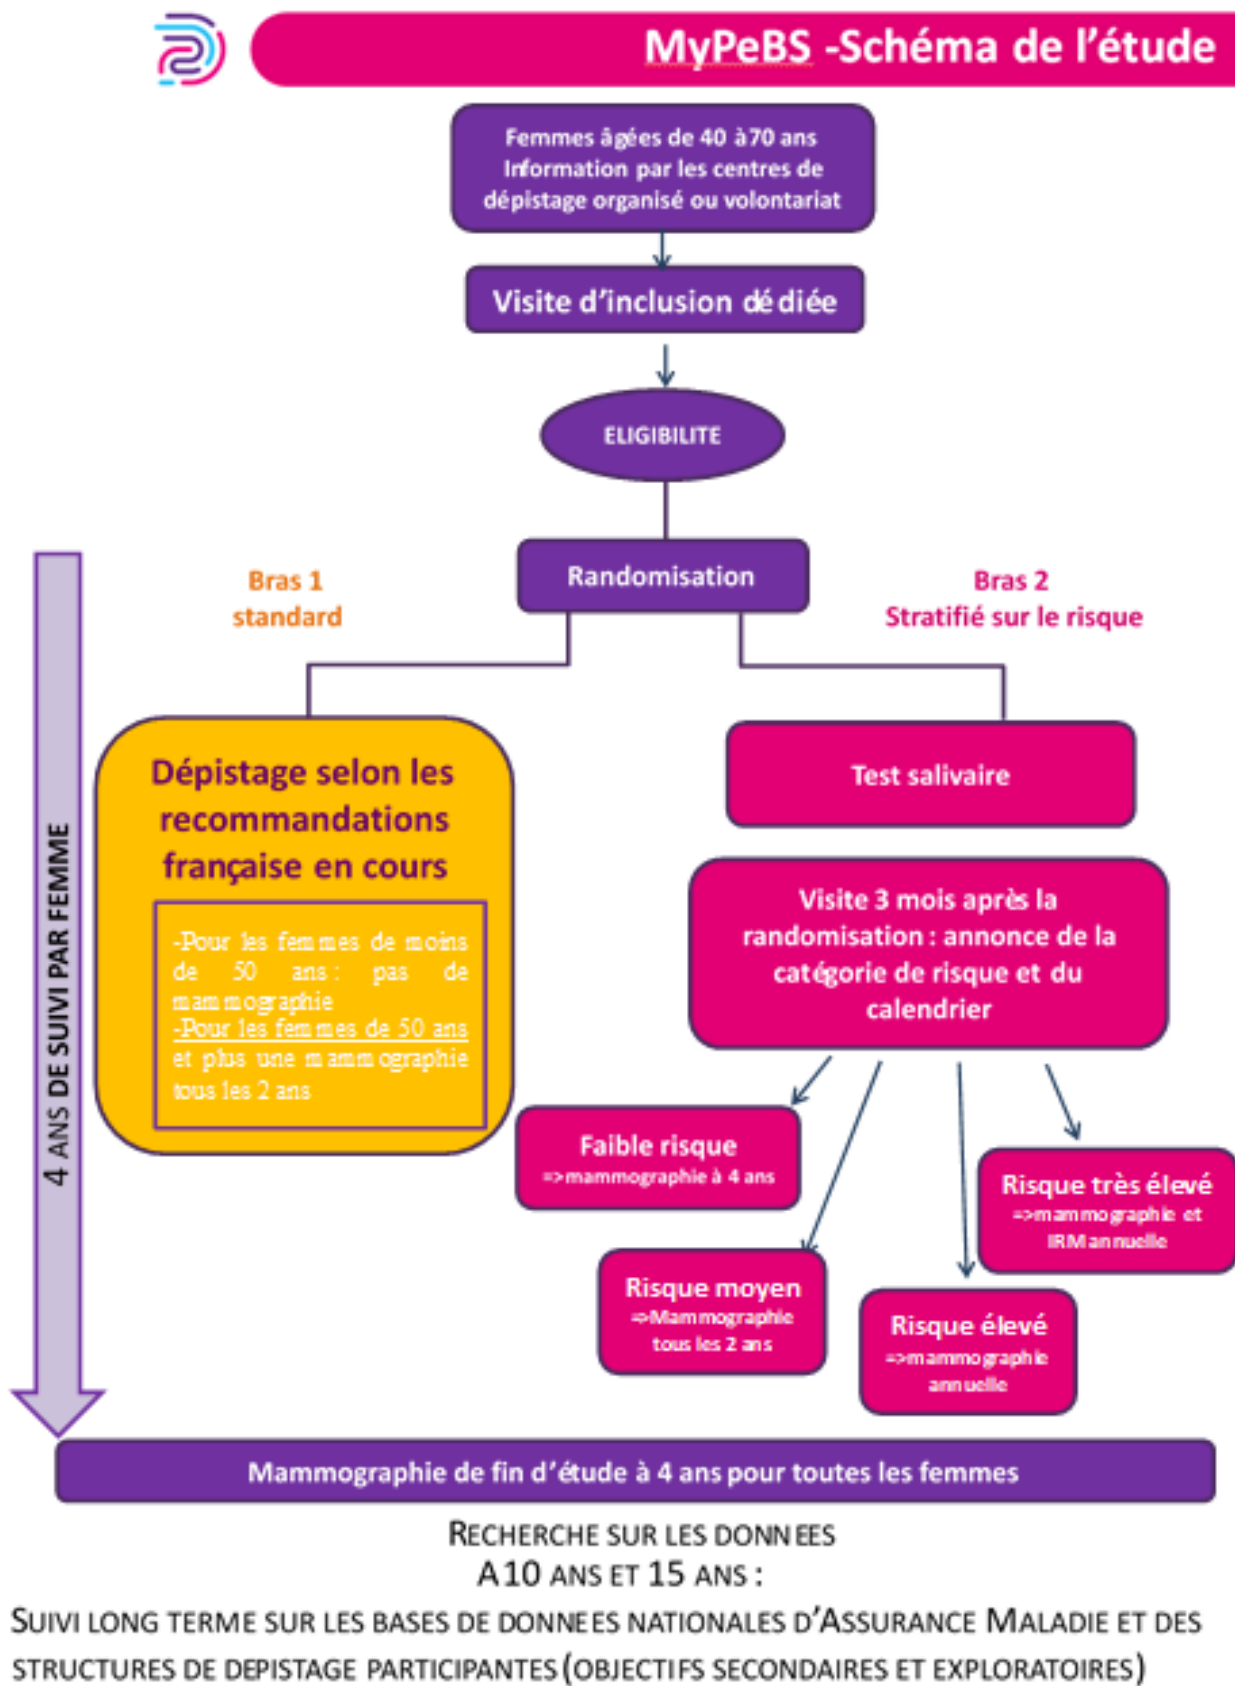 MyPeBS -Schéma de l'étude
Femmes âgées de 40 à70 ans
Information par les centres de
dépistage organisé ou volontariat
Visite d'inclusion dé diée
ELIGIBILITE
Randomisation
Bras 1
standard
Bras 2
Stratifié sur le risque
4 ANS DE SUIVI PAR FEMME
Dépistage selon les
recommandations
française en cours
-Pour les femmes de moins
de 50 ans : pas de
mammographie
-Pour les femmes de 50 ans
et plus une mammographie
tous les 2 ans
Test salivaire
Visite 3 mois après la
randomisation : annonce de la
catégorie de risque et du
calendrier
Faible risque
=>mammographie à 4 ans
Risque très élevé
=>mammographie et
IRM annuelle
Risque moyen
=>Mammographie
tous les 2 ans
Risque élevé
=>mammographie
annuelle
Mammographie de fin d'étude à 4 ans pour toutes les femmes
RECHERCHE SUR LES DONNEES
A 10 ANS ET 15 ANS :
SUIVI LONG TERME SUR LES BASES DE DONNEES NATIONALES D'ASSURANCE MALADIE ET DES
STRUCTURES DE DEPISTAGE PARTICIPANTES (OBJECTIFS SECONDAIRES ET EXPLORATOIRES)